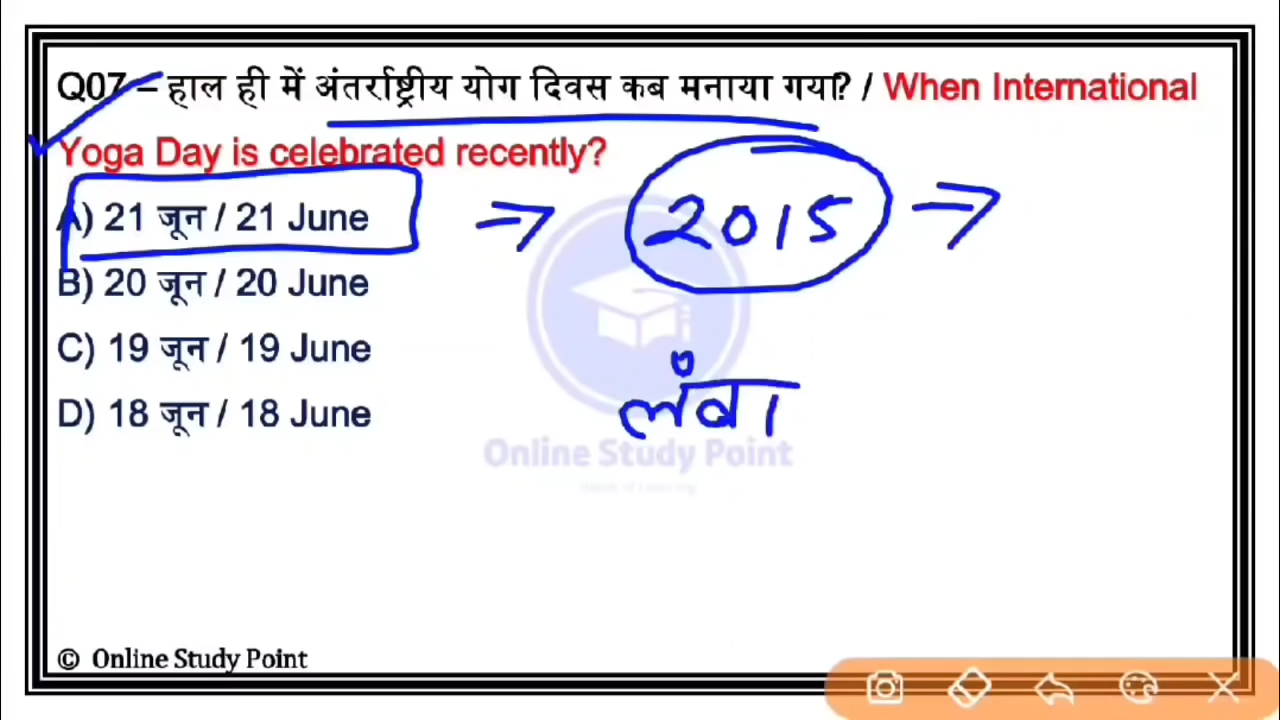 Q07 – हाल ही में अंतर्राष्ट्रीय योग दिवस कब मनाया गया? / When International
Yoga Day is celebrated recently?
A) 21 जून / 21 June
2015
B) 20 जून / 20 June
C) 19 जून / 19 June
D) 18 जून / 18 June
लंबा
Online Study Point
© Online Study Point